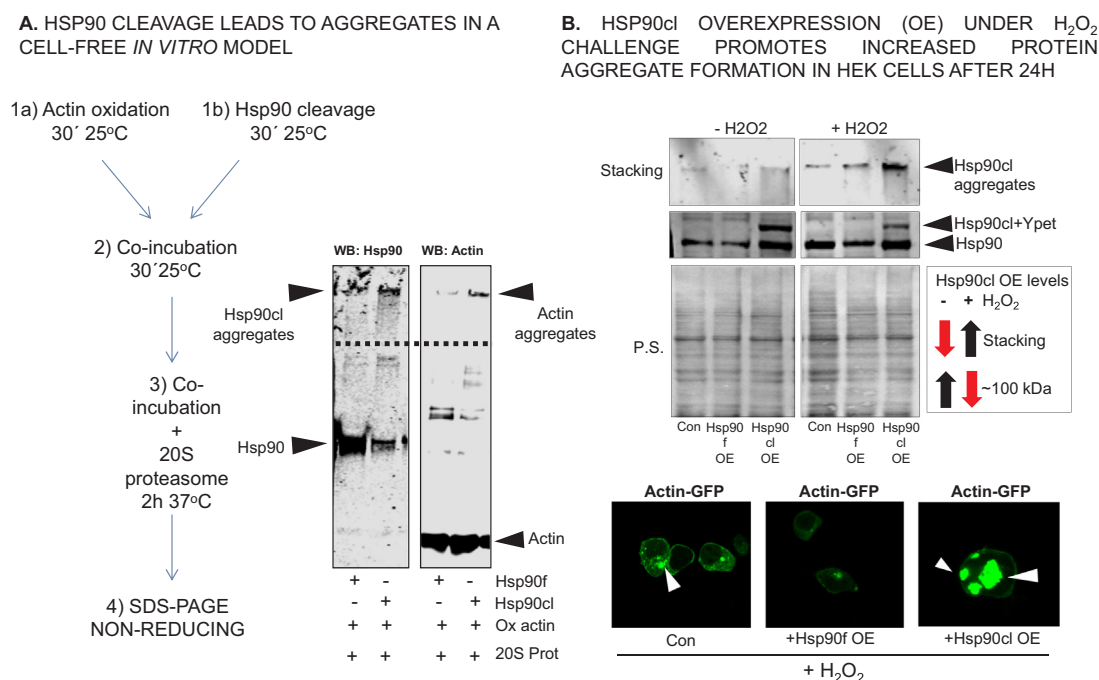 A. HSP90 CLEAVAGE LEADS TO AGGREGATES IN A
CELL-FREE IN VITRO MODEL
1a) Actin oxidation
30´ 25ºC
1b) Hsp90 cleavage
30´ 25ºC
2) Co-incubation
30´25ºC
3) Co-
incubation
+
20S
proteasome
2h 37ºC
4) SDS-PAGE
NON-REDUCING
WB: Hsp90
WB: Actin
Hsp90cl
aggregates
Actin
aggregates
Hsp90
Actin
+ - + - Hsp90f
- + - + Hsp90cl
+ + + + Ox actin
+ + + + 20S Prot
B. HSP90cl OVEREXPRESSION (OE) UNDER H₂O₂
CHALLENGE PROMOTES INCREASED PROTEIN
AGGREGATE FORMATION IN HEK CELLS AFTER 24H
- H2O2
+ H2O2
Stacking
Hsp90cl
aggregates
Hsp90cl+Ypet
Hsp90
P.S.
Hsp90cl OE levels
- + H₂O₂
Stacking
~100 kDa
Con Hsp90 Hsp90 Con Hsp90 Hsp90
f cl f cl
OE OE OE OE
Actin-GFP
Actin-GFP
Actin-GFP
Con
+Hsp90f OE
+Hsp90cl OE
+ H₂O₂